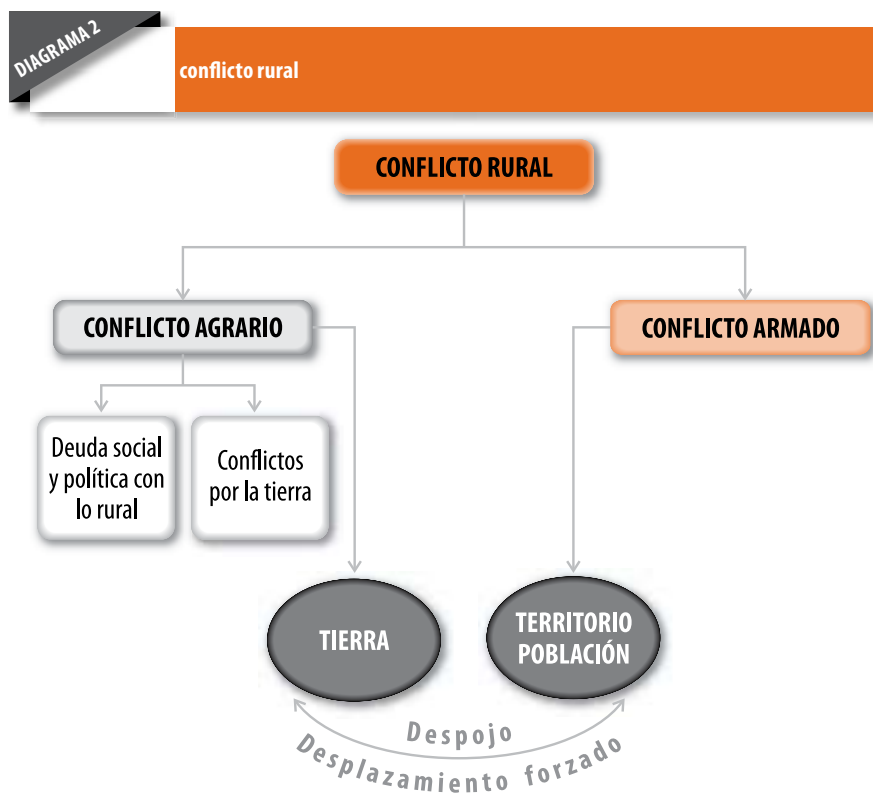 DIAGRAMA 2
conflicto rural
CONFLICTO RURAL
CONFLICTO AGRARIO
CONFLICTO ARMADO
Deuda social
y política con
lo rural
Conflictos
por la tierra
TIERRA
TERRITORIO
POBLACIÓN
Despojo
Desplazamiento forzado